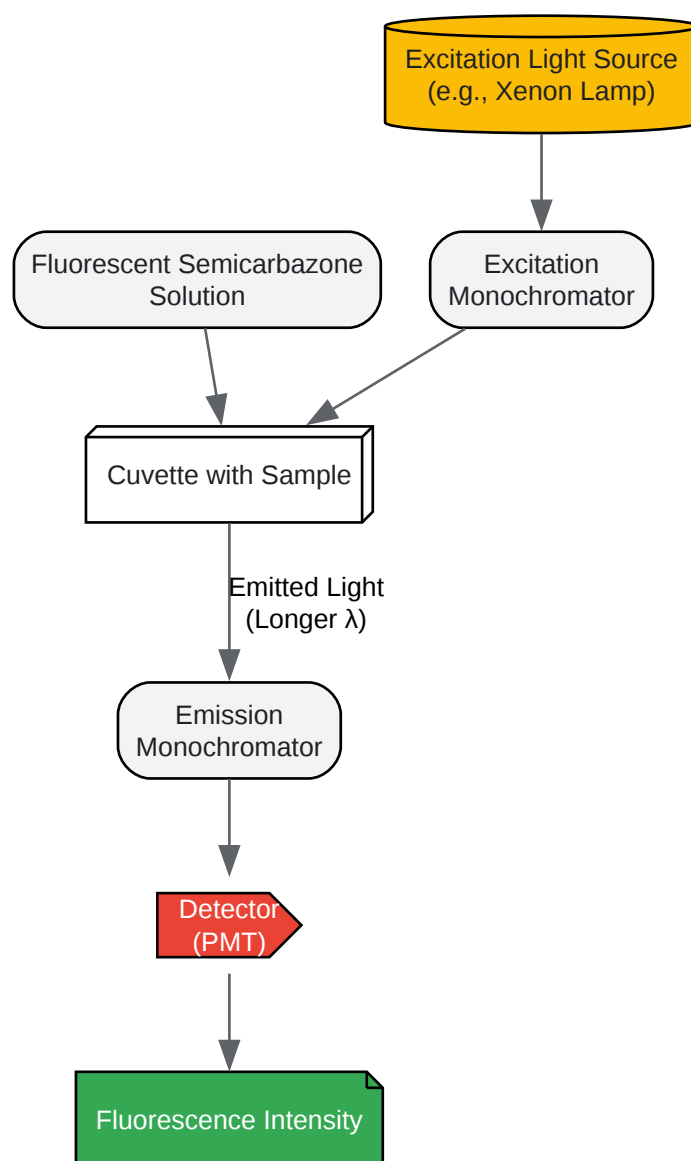 Excitation Light Source
(e.g., Xenon Lamp)
Fluorescent Semicarbazone
Solution
Excitation
Monochromator
Cuvette with Sample
Emitted Light
(Longer λ)
Emission
Monochromator
Detector
(PMT)
Fluorescence Intensity